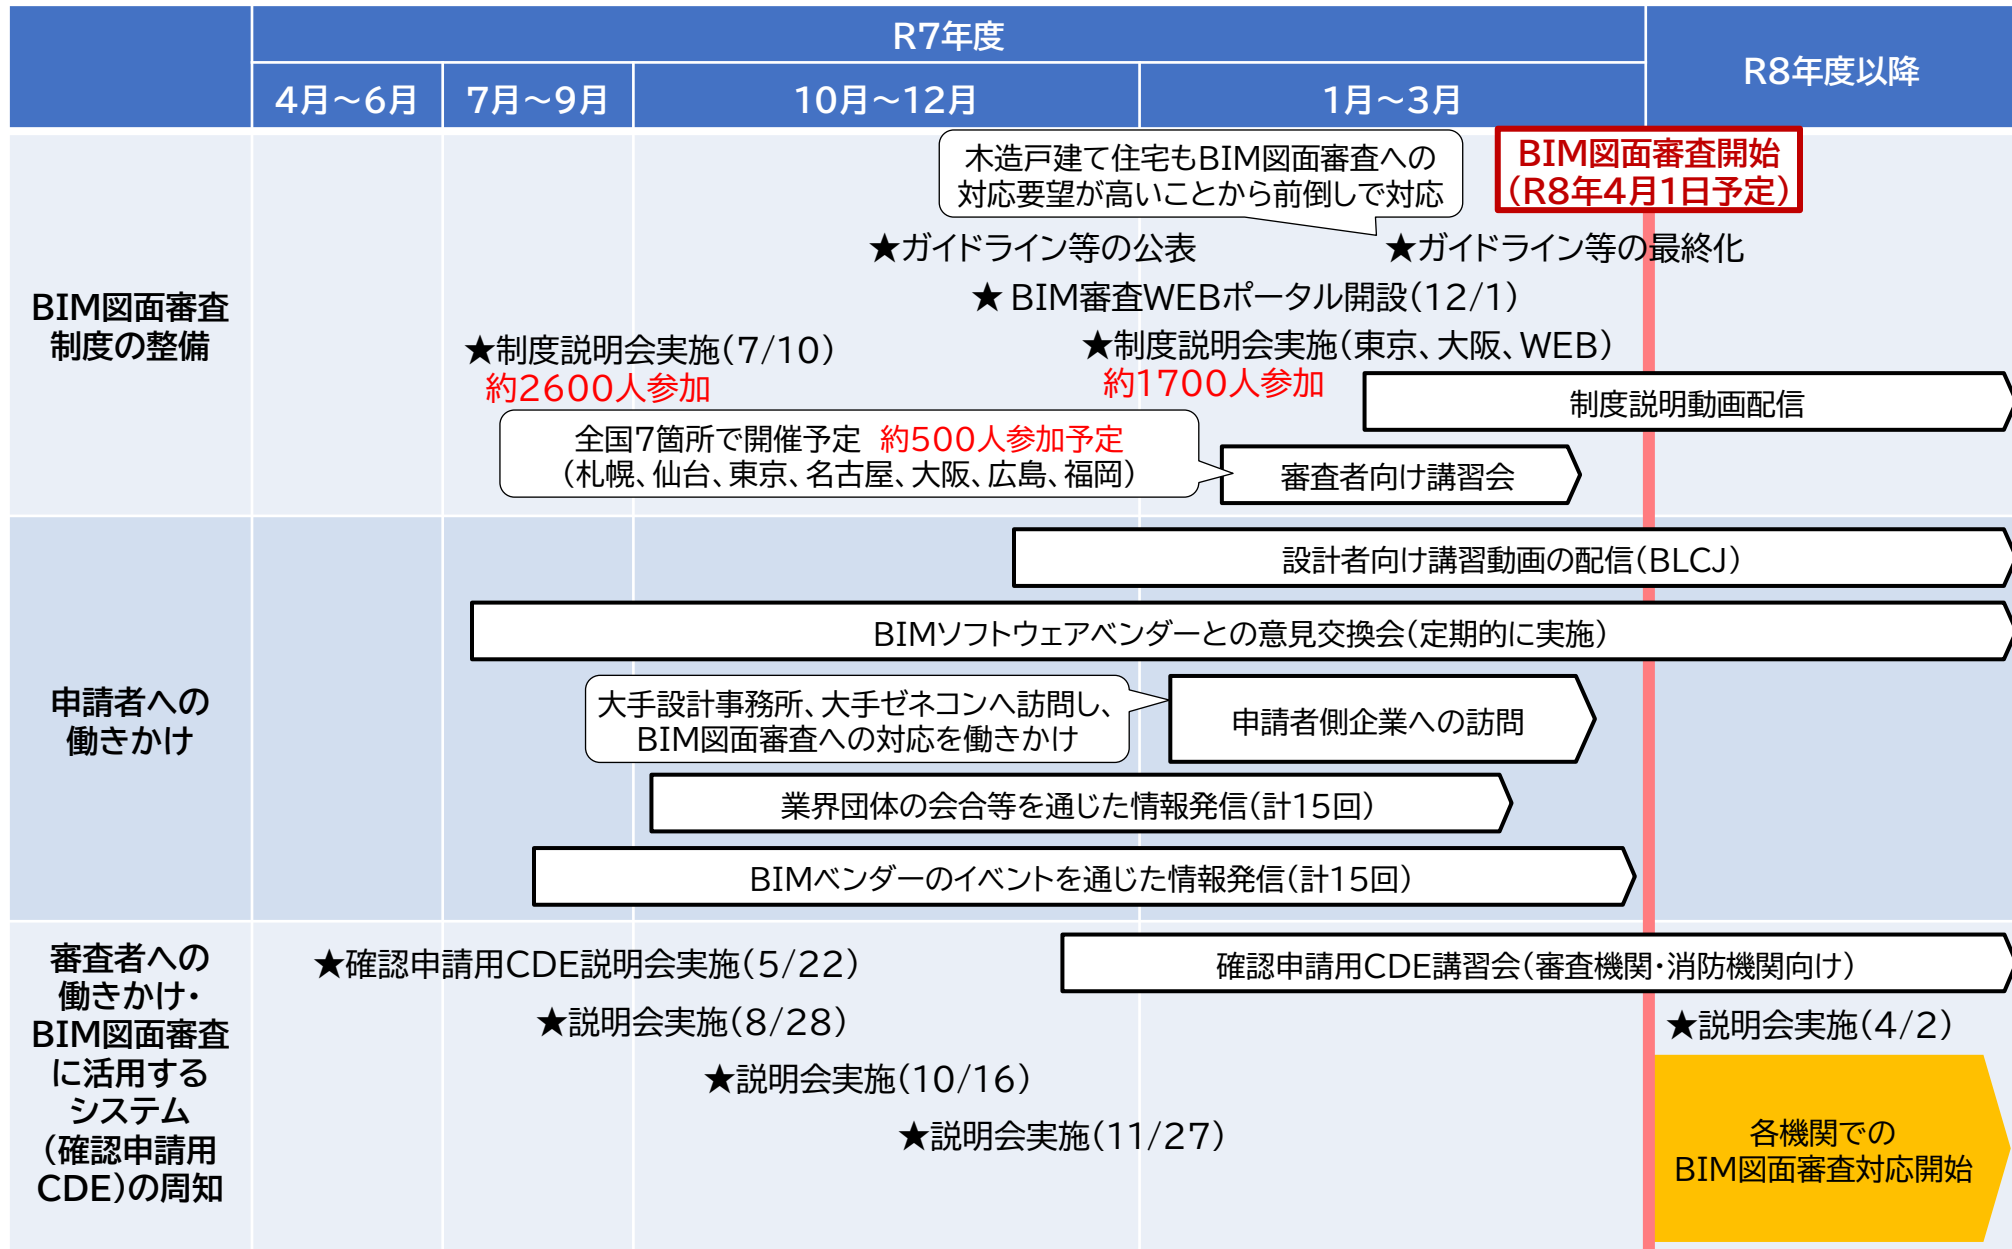 R7年度
R8年度以降
4月～6月
7月～9月
10月～12月
1月～3月
BIM図面審査
制度の整備
木造戸建て住宅もBIM図面審査への
対応要望が高いことから前倒しで対応
BIM図面審査開始
（R8年4月1日予定）
★ガイドライン等の公表
★ガイドライン等の最終化
★ BIM審査WEBポータル開設（12/1）
★制度説明会実施（7/10）
約2600人参加
★制度説明会実施（東京、大阪、WEB）
約1700人参加
制度説明動画配信
全国7箇所で開催予定 約500人参加予定
（札幌、仙台、東京、名古屋、大阪、広島、福岡）
審査者向け講習会
申請者への
働きかけ
設計者向け講習動画の配信（BLCJ）
BIMソフトウェアベンダーとの意見交換会（定期的に実施）
大手設計事務所、大手ゼネコンへ訪問し、
BIM図面審査への対応を働きかけ
申請者側企業への訪問
業界団体の会合等を通じた情報発信（計15回）
BIMベンダーのイベントを通じた情報発信（計15回）
審査者への
働きかけ・
BIM図面審査
に活用する
システム
（確認申請用
CDE）の周知
★確認申請用CDE説明会実施（5/22）
確認申請用CDE講習会（審査機関・消防機関向け）
★説明会実施（8/28）
★説明会実施（4/2）
★説明会実施（10/16）
★説明会実施（11/27）
各機関での
BIM図面審査対応開始